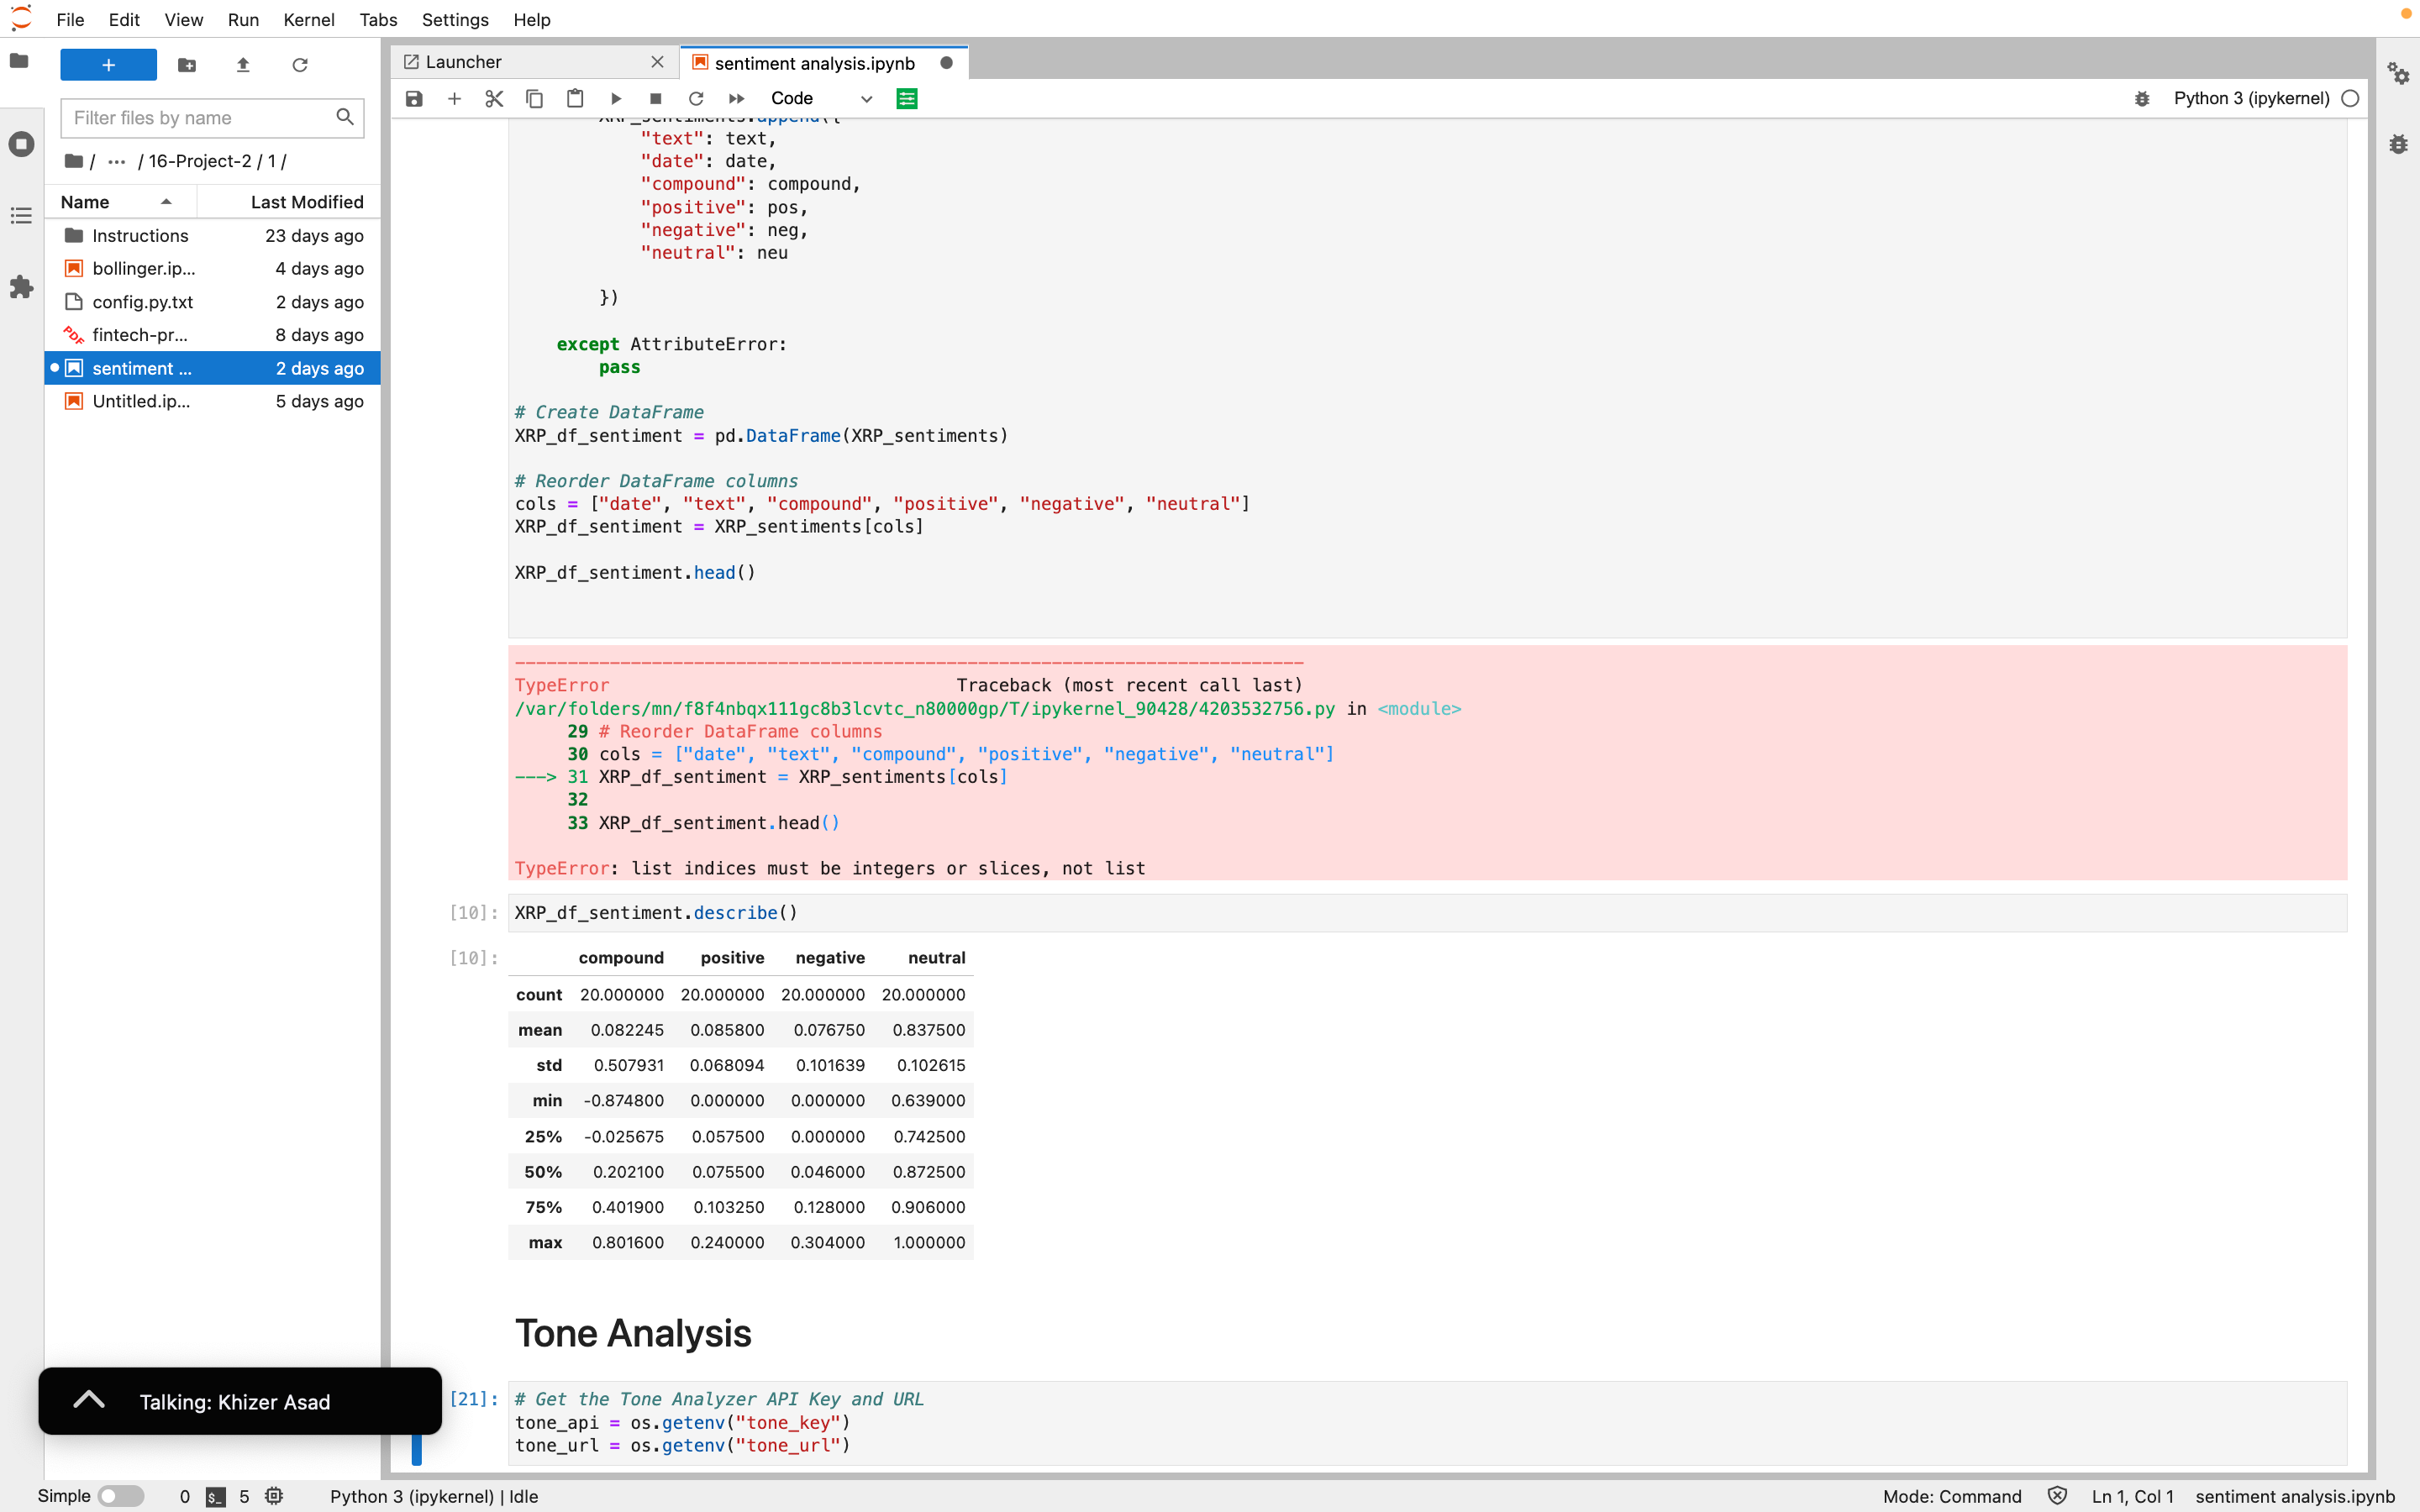 File Edit View Run Kernel Tabs Settings Help
Launcher
sentiment analysis.ipynb
Code
Python 3 (ipykernel)
Filter files by name
/ ··· / 16-Project-2 / 1 /
Name Last Modified
Instructions 23 days ago
bollinger.ip... 4 days ago
config.py.txt 2 days ago
fintech-pr... 8 days ago
sentiment ... 2 days ago
Untitled.ip... 5 days ago
XRP_sentiments.append({
"text": text,
"date": date,
"compound": compound,
"positive": pos,
"negative": neg,
"neutral": neu
})
except AttributeError:
pass
# Create DataFrame
XRP_df_sentiment = pd.DataFrame(XRP_sentiments)
# Reorder DataFrame columns
cols = ["date", "text", "compound", "positive", "negative", "neutral"]
XRP_df_sentiment = XRP_sentiments[cols]
XRP_df_sentiment.head()
---------------------------------------------------------------------------
TypeError Traceback (most recent call last)
/var/folders/mn/f8f4nbqx111gc8b3lcvtc_n80000gp/T/ipykernel_90428/4203532756.py in <module>
29 # Reorder DataFrame columns
30 cols = ["date", "text", "compound", "positive", "negative", "neutral"]
---> 31 XRP_df_sentiment = XRP_sentiments[cols]
32
33 XRP_df_sentiment.head()
TypeError: list indices must be integers or slices, not list
[10]: XRP_df_sentiment.describe()
[10]: compound positive negative neutral
count 20.000000 20.000000 20.000000 20.000000
mean 0.082245 0.085800 0.076750 0.837500
std 0.507931 0.068094 0.101639 0.102615
min -0.874800 0.000000 0.000000 0.639000
25% -0.025675 0.057500 0.000000 0.742500
50% 0.202100 0.075500 0.046000 0.872500
75% 0.401900 0.103250 0.128000 0.906000
max 0.801600 0.240000 0.304000 1.000000
Tone Analysis
[21]: # Get the Tone Analyzer API Key and URL
tone_api = os.getenv("tone_key")
tone_url = os.getenv("tone_url")
Talking: Khizer Asad
Simple 0 $_ 5 Python 3 (ipykernel) | Idle Mode: Command Ln 1, Col 1 sentiment analysis.ipynb